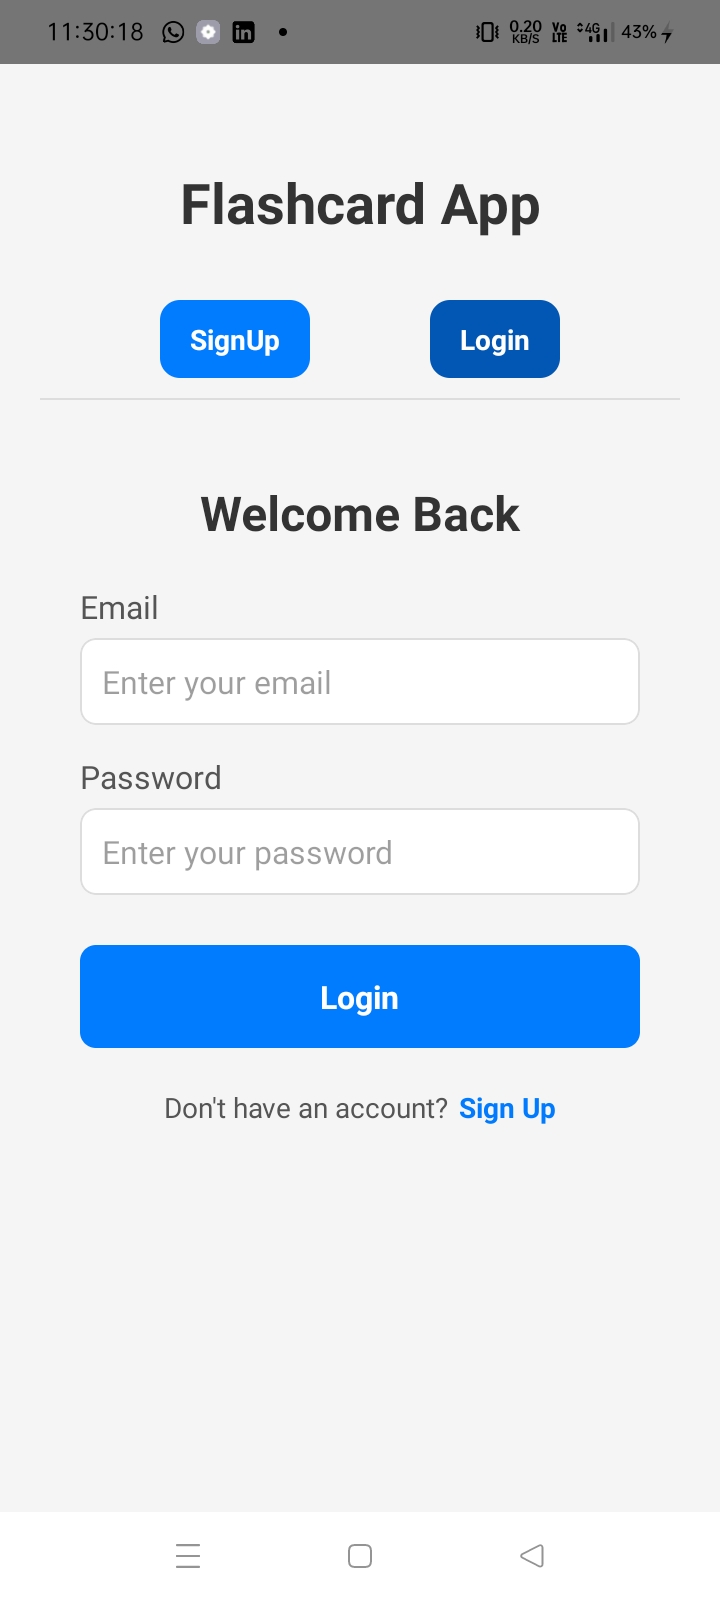 11:30:18 in 0.20 KB/S Vo LTE 4G 43%
Flashcard App
SignUp Login
Welcome Back
Email
Enter your email
Password
Enter your password
Login
Don't have an account? Sign Up